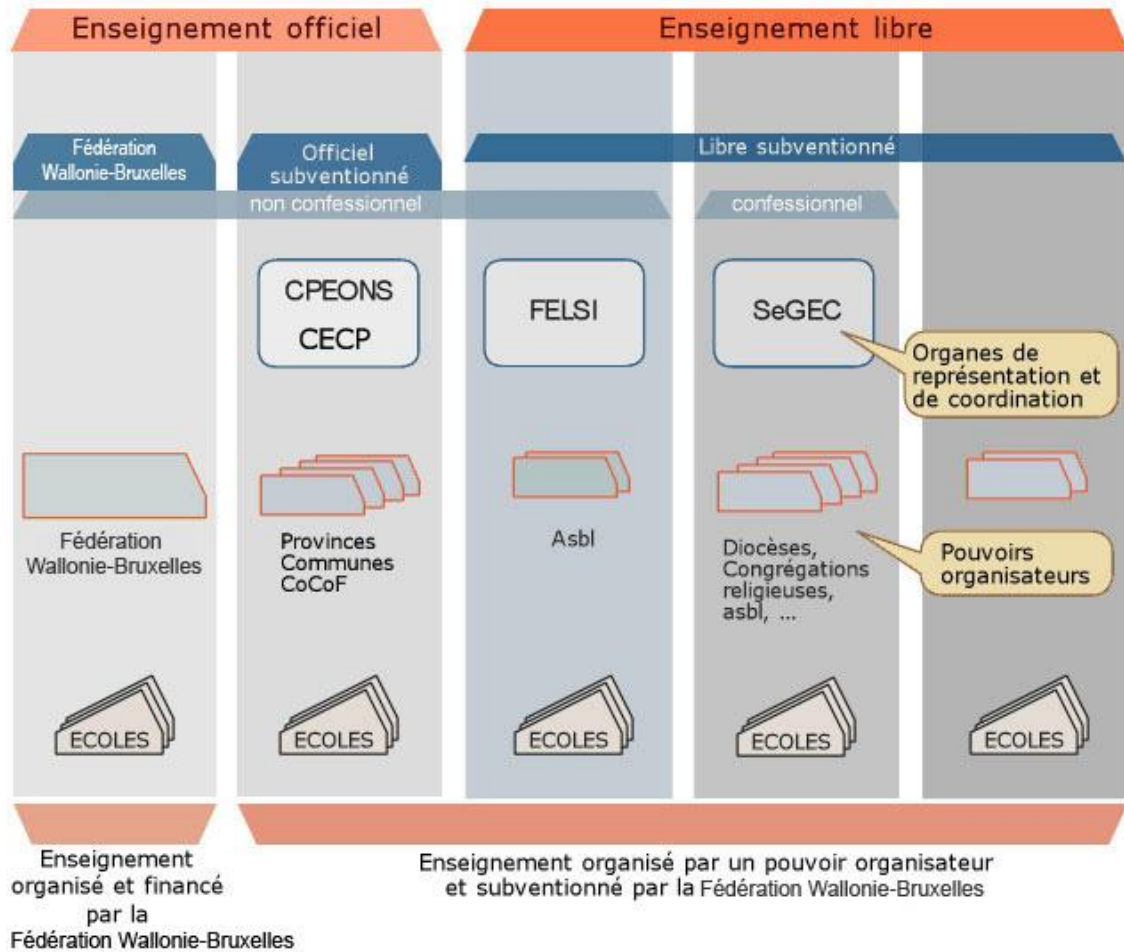 Enseignement officiel
Enseignement libre
Fédération
Wallonie-Bruxelles
Officiel
subventionné
Libre subventionné
non confessionnel
confessionnel
CPEONS
CECP
FELSI
SeGEC
Organes de
représentation et
de coordination
Fédération
Wallonie-Bruxelles
Provinces
Communes
CoCoF
Asbl
Diocèses,
Congrégations
religieuses,
asbl, ...
Pouvoirs
organisateurs
ECOLES
ECOLES
ECOLES
ECOLES
ECOLES
Enseignement
organisé et financé
par la
Fédération Wallonie-Bruxelles
Enseignement organisé par un pouvoir organisateur
et subventionné par la Fédération Wallonie-Bruxelles